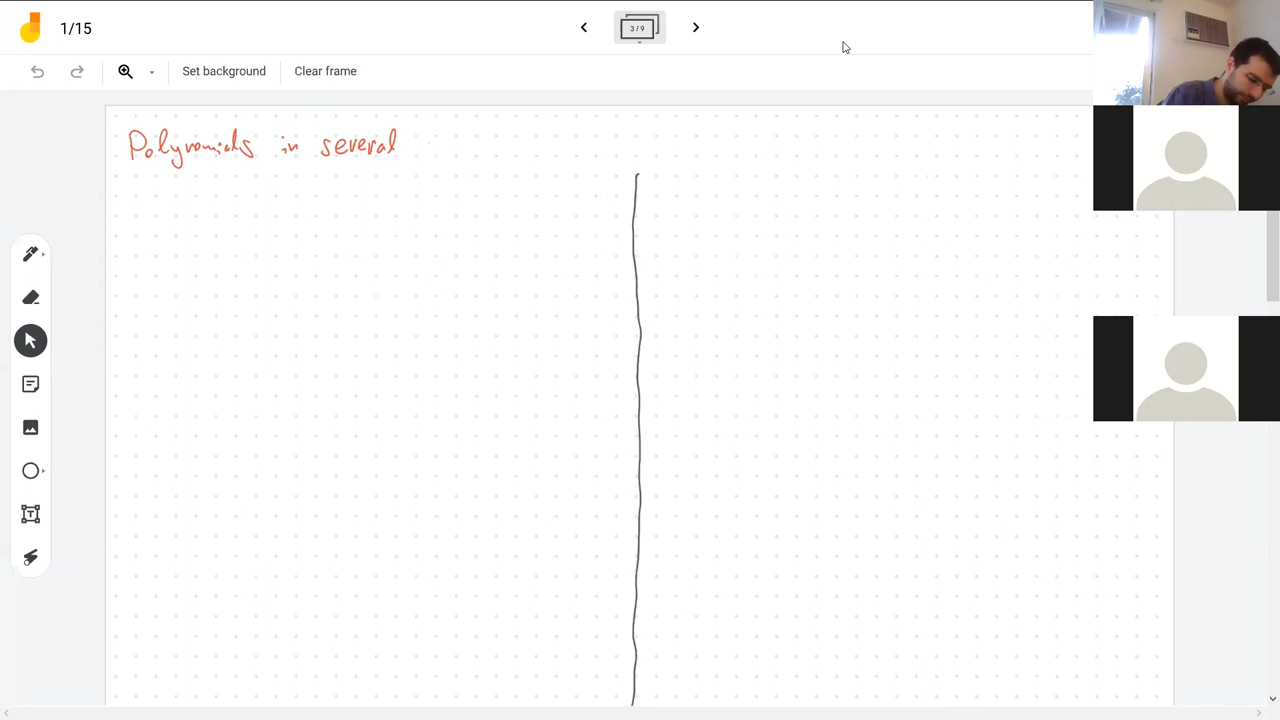 1/15
3 / 9
Set background
Clear frame
Polynomials in several